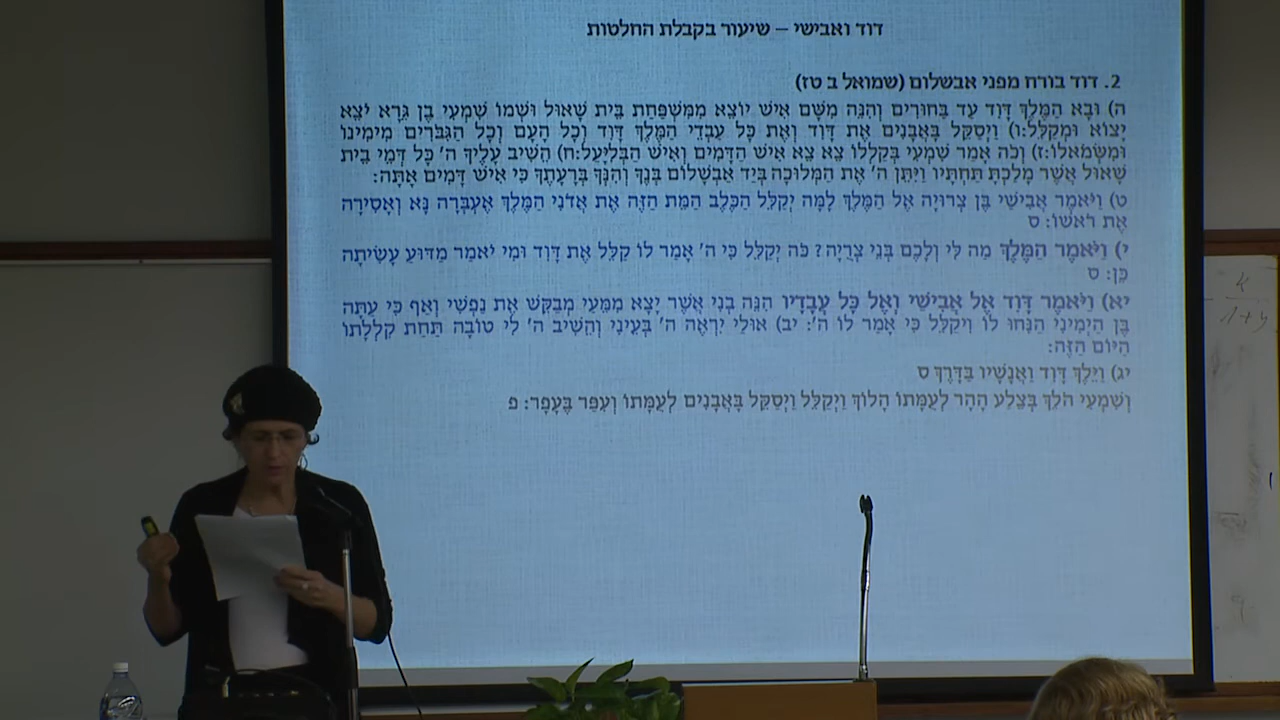 דוד ואבישי – שיעור בקבלת החלטות
2. דוד בורח מפני אבשלום (שמואל ב טז)
ה) וּבָא הַמֶּלֶךְ דָּוִד עַד בַּחוּרִים וְהִנֵּה מִשָּׁם אִישׁ יוֹצֵא מִמִּשְׁפַּחַת בֵּית שָׁאוּל וּשְׁמוֹ שִׁמְעִי בֶן גֵּרָא יֹצֵא
יָצוֹא וּמְקַלֵּל:ו) וַיְסַקֵּל בָּאֲבָנִים אֶת דָּוִד וְאֶת כָּל עַבְדֵי הַמֶּלֶךְ דָּוִד וְכָל הָעָם וְכָל הַגִּבֹּרִים מִימִינוֹ
וּמִשְּׂמֹאלוֹ:ז) וְכֹה אָמַר שִׁמְעִי בְּקַלְלוֹ צֵא צֵא אִישׁ הַדָּמִים וְאִישׁ הַבְּלִיָּעַל:ח) הֵשִׁיב עָלֶיךָ ה' כֹּל דְּמֵי בֵית
שָׁאוּל אֲשֶׁר מָלַכְתָּ תַּחְתָּיו וַיִּתֵּן ה' אֶת הַמְּלוּכָה בְּיַד אַבְשָׁלוֹם בְּנֶךָ וְהִנְּךָ בְּרָעָתֶךָ כִּי אִישׁ דָּמִים אָתָּה:
ט) וַיֹּאמֶר אֲבִישַׁי בֶּן צְרוּיָה אֶל הַמֶּלֶךְ לָמָּה יְקַלֵּל הַכֶּלֶב הַמֵּת הַזֶּה אֶת אֲדֹנִי הַמֶּלֶךְ אֶעְבְּרָה נָּא וְאָסִירָה
אֶת רֹאשׁוֹ: ס
י) וַיֹּאמֶר הַמֶּלֶךְ מַה לִּי וְלָכֶם בְּנֵי צְרֻיָה? כֹּה יְקַלֵּל כִּי ה' אָמַר לוֹ קַלֵּל אֶת דָּוִד וּמִי יֹאמַר מַדּוּעַ עָשִׂיתָה
כֵּן: ס
יא) וַיֹּאמֶר דָּוִד אֶל אֲבִישַׁי וְאֶל כָּל עֲבָדָיו הִנֵּה בְנִי אֲשֶׁר יָצָא מִמֵּעַי מְבַקֵּשׁ אֶת נַפְשִׁי וְאַף כִּי עַתָּה
בֶּן הַיְמִינִי הַנִּחוּ לוֹ וִיקַלֵּל כִּי אָמַר לוֹ ה': יב) אוּלַי יִרְאֶה ה' בְּעֵינִי וְהֵשִׁיב ה' לִי טוֹבָה תַּחַת קִלְלָתוֹ
הַיּוֹם הַזֶּה:
יג) וַיֵּלֶךְ דָּוִד וַאֲנָשָׁיו בַּדָּרֶךְ ס
וְשִׁמְעִי הֹלֵךְ בְּצֵלַע הָהָר לְעֻמָּתוֹ הָלוֹךְ וַיְקַלֵּל וַיְסַקֵּל בָּאֲבָנִים לְעֻמָּתוֹ וְעִפַּר בֶּעָפָר: פ